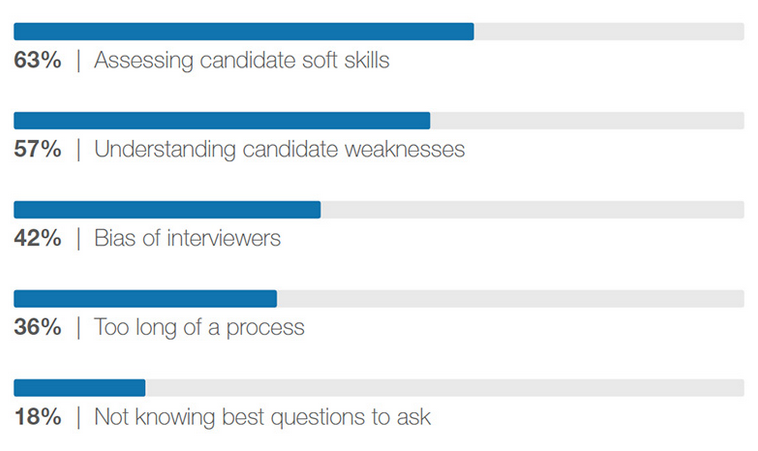 63% | Assessing candidate soft skills
57% | Understanding candidate weaknesses
42% | Bias of interviewers
36% | Too long of a process
18% | Not knowing best questions to ask